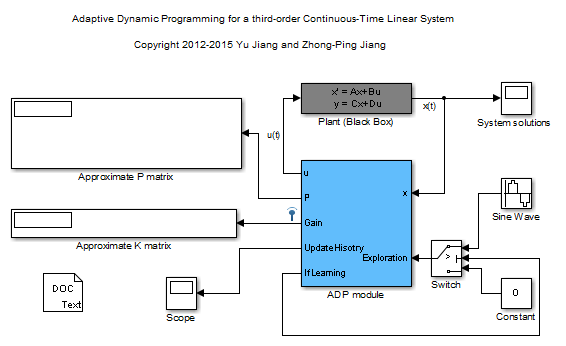 Adaptive Dynamic Programming for a third-order Continuous-Time Linear System
Copyright 2012-2015 Yu Jiang and Zhong-Ping Jiang
x' = Ax+Bu
y = Cx+Du
Plant (Black Box)
x(t)
System solutions
u(t)
Approximate P matrix
u
P
x
Gain
Update Hisotry
Exploration
If Learning
ADP module
Approximate K matrix
Sine Wave
>
Switch
0
Constant
DOC
Text
Scope